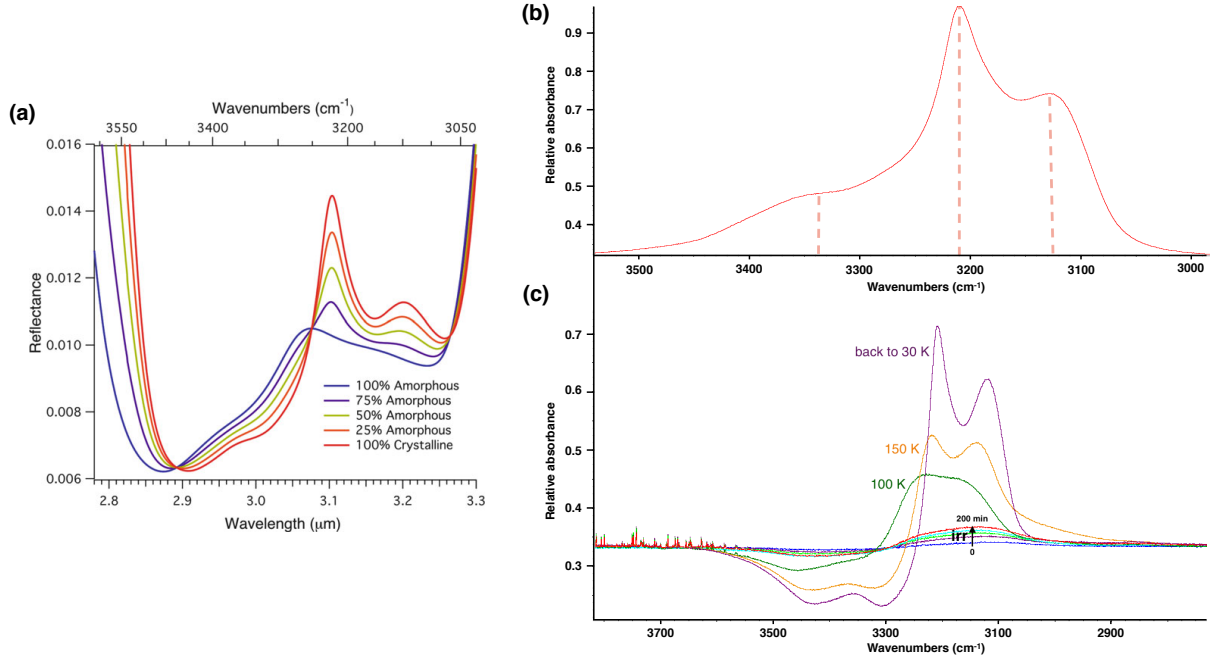 (a)
Wavenumbers (cm-1)
3550 3400 3200 3050
0.016
0.014
0.012
0.010
0.008
0.006
Reflectance
100% Amorphous
75% Amorphous
50% Amorphous
25% Amorphous
100% Crystalline
2.8 2.9 3.0 3.1 3.2 3.3
Wavelength (μm)
(b)
Relative absorbance
0.9
0.9
0.7
0.5
0.4
3500 3400 3300 3200 3100 3000
Wavenumbers (cm-1)
(c)
Relative absorbance
0.7
0.6
0.5
0.4
0.3
back to 30 K
150 K
100 K
200 min
irr
0
3700 3500 3300 3100 2900
Wavenumbers (cm-1)